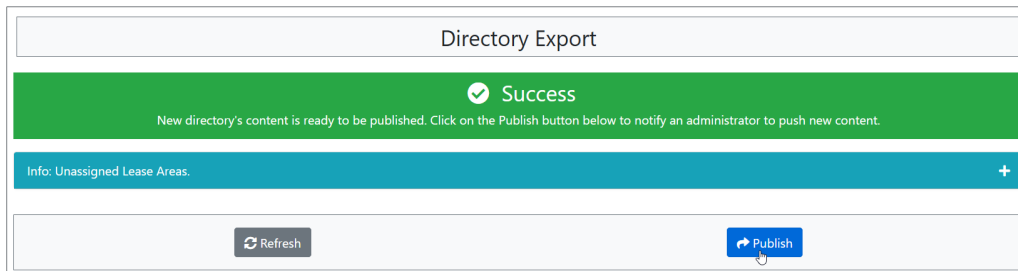 Directory Export
Success
New directory's content is ready to be published. Click on the Publish button below to notify an administrator to push new content.
Info: Unassigned Lease Areas.
Refresh
Publish